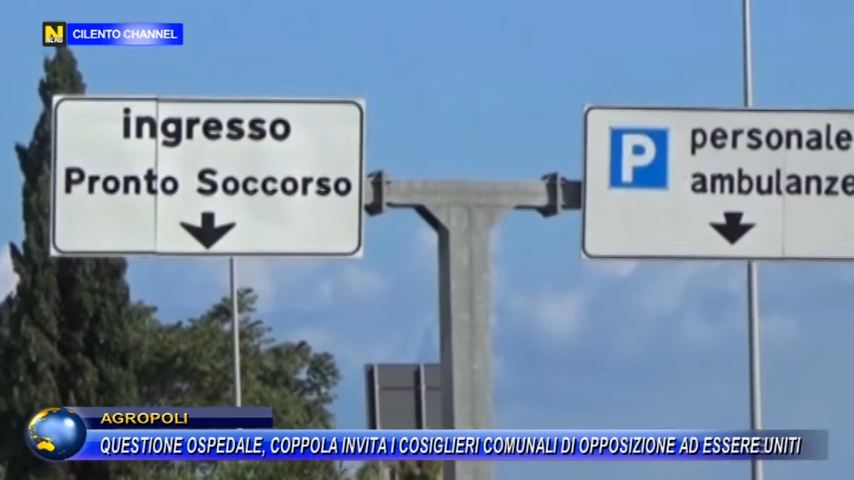 CILENTO CHANNEL
ingresso
Pronto Soccorso
P personale
ambulanze
AGROPOLI
QUESTIONE OSPEDALE, COPPOLA INVITA I COSIGLIERI COMUNALI DI OPPOSIZIONE AD ESSERE UNITI